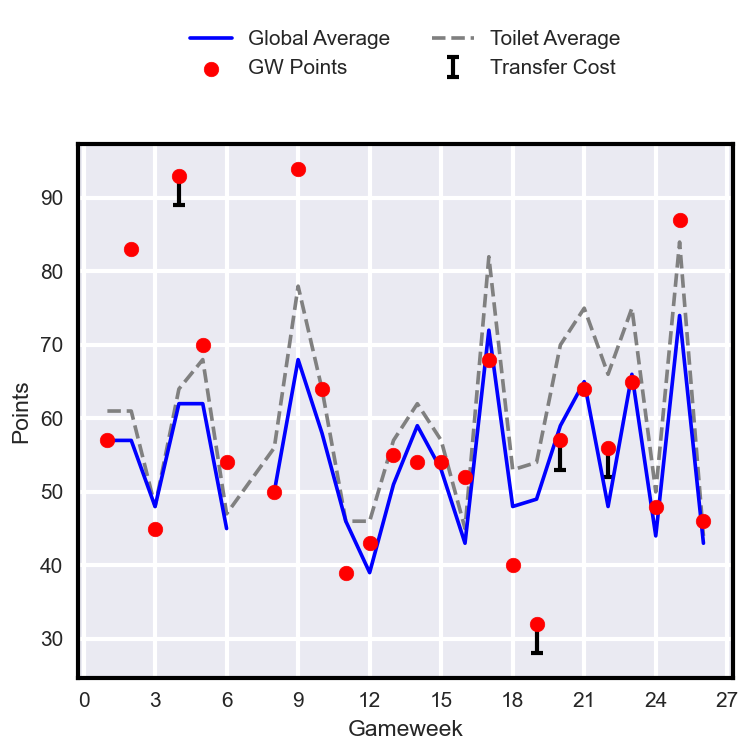 Global Average
Toilet Average
GW Points
Transfer Cost
90
80
70
60
50
40
30
Points
0 3 6 9 12 15 18 21 24 27
Gameweek